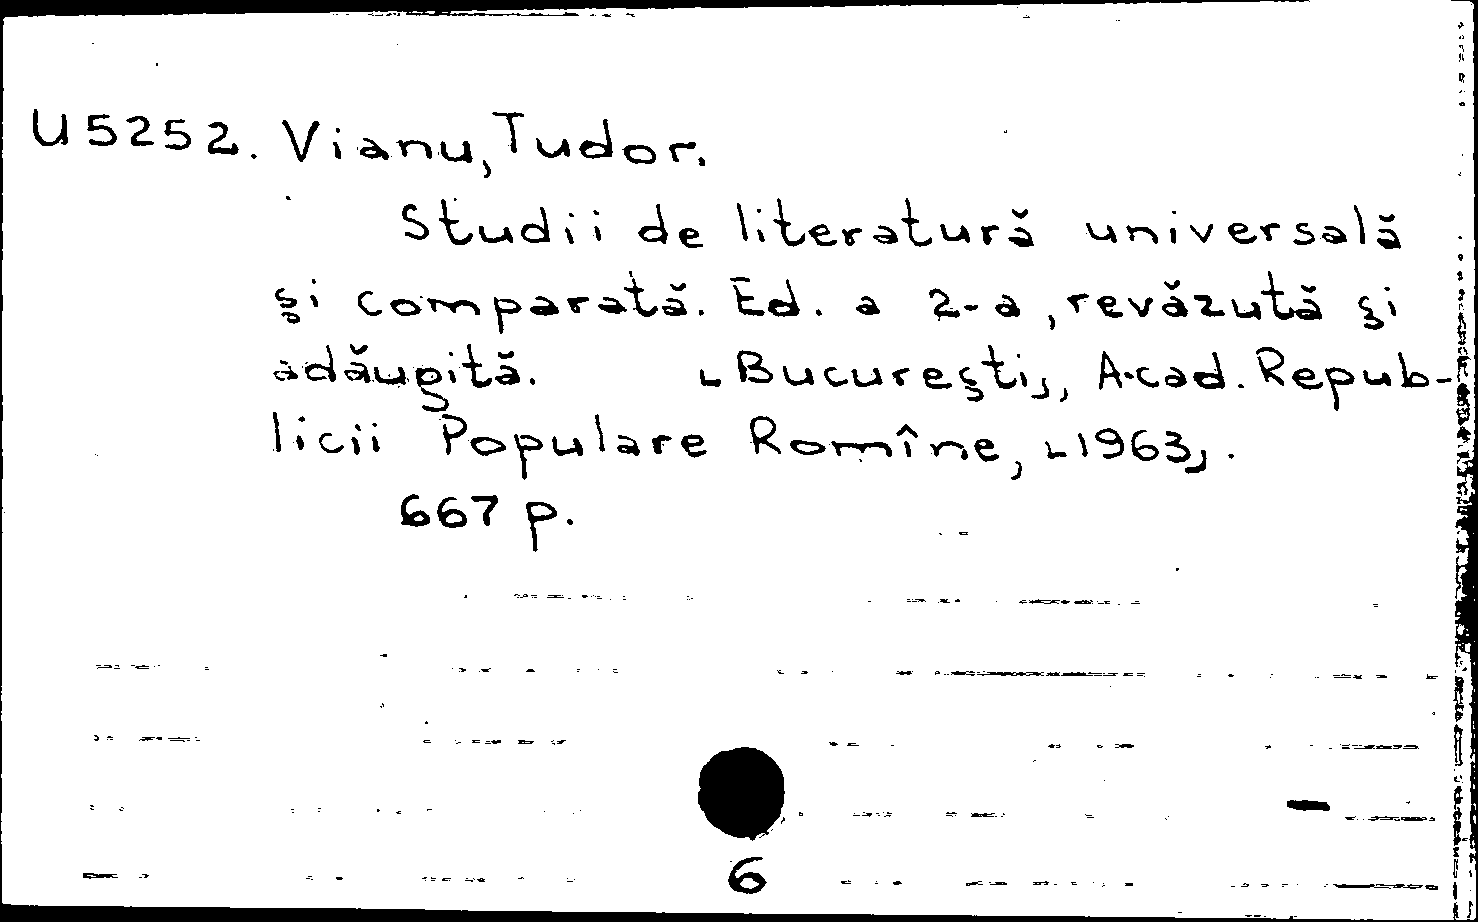 U5252. Vianu, Tudor.
Studii de literatură universală
şi comparată. Ed. a 2-a, revăzută şi
adăugită. [Bucureşti], Acad. Repub-
licii Populare Romîne, [1963].
667 p.
6